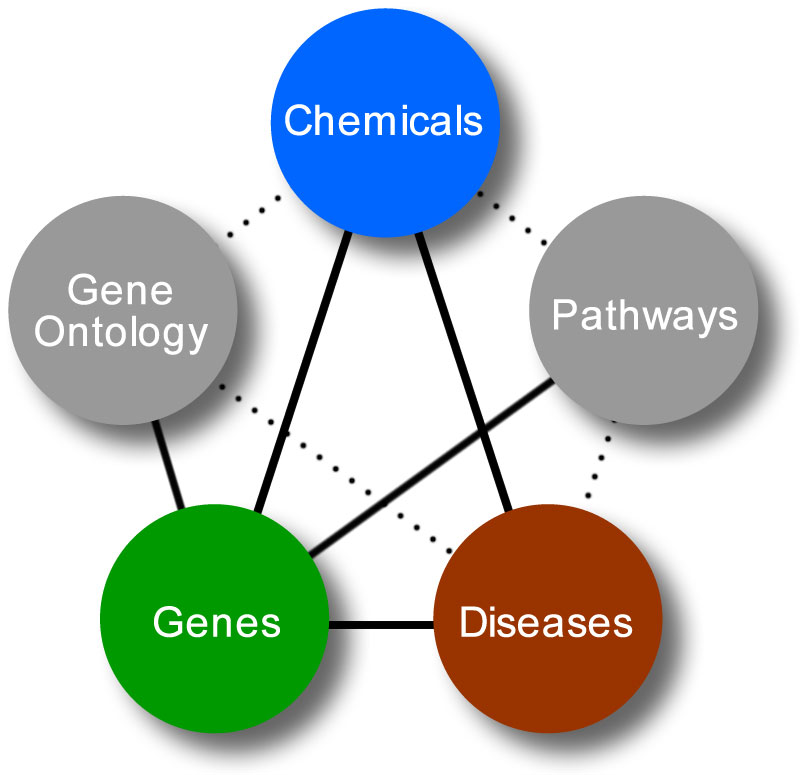 Chemicals
Gene
Ontology
Pathways
Genes
Diseases